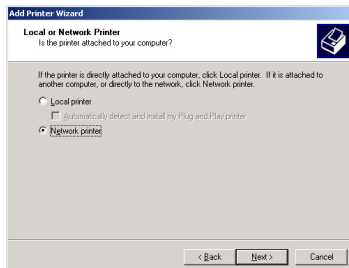 Add Printer Wizard
Local or Network Printer
Is the printer attached to your computer?
If the printer is directly attached to your computer, click Local printer. If it is attached to
another computer, or directly to the network, click Network printer.
Local printer
Automatically detect and install my Plug and Play printer
Network printer
< Back
Next >
Cancel